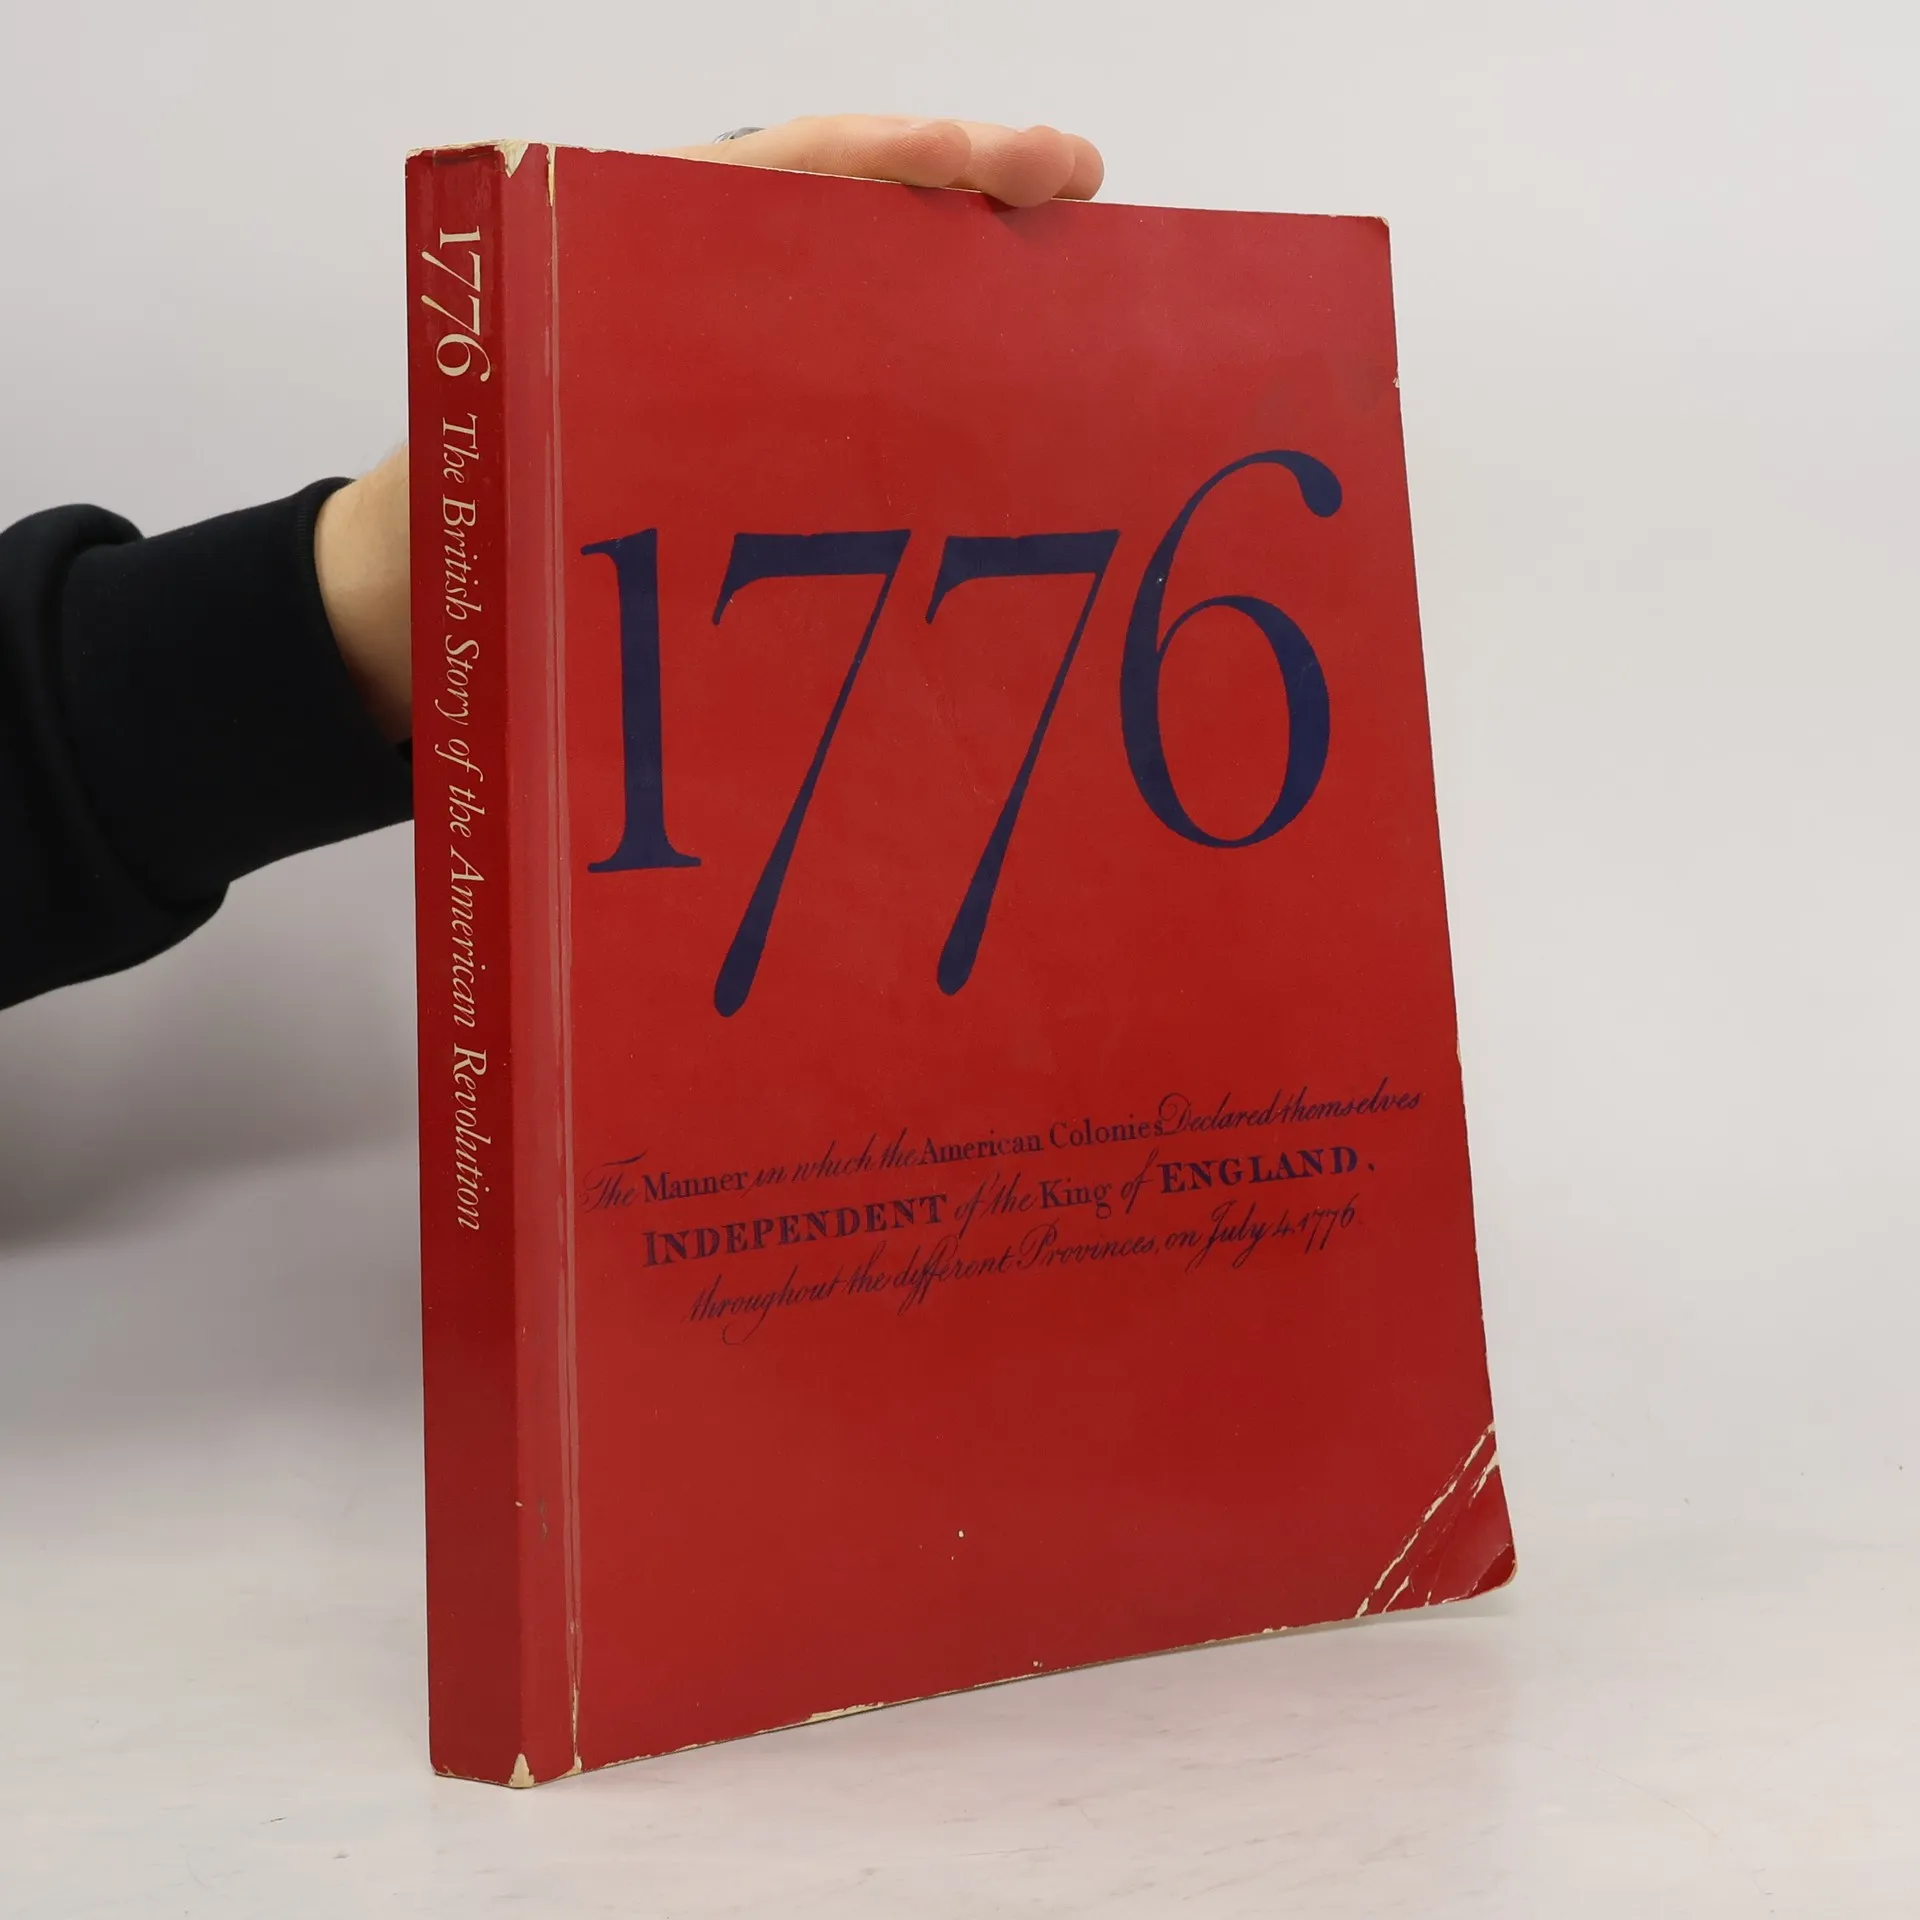 1776 The British Story of the American Revolution
1776
The Manner in which the American Colonies Declared themselves
INDEPENDENT of the King of ENGLAND,
throughout the different Provinces, on July 4, 1776